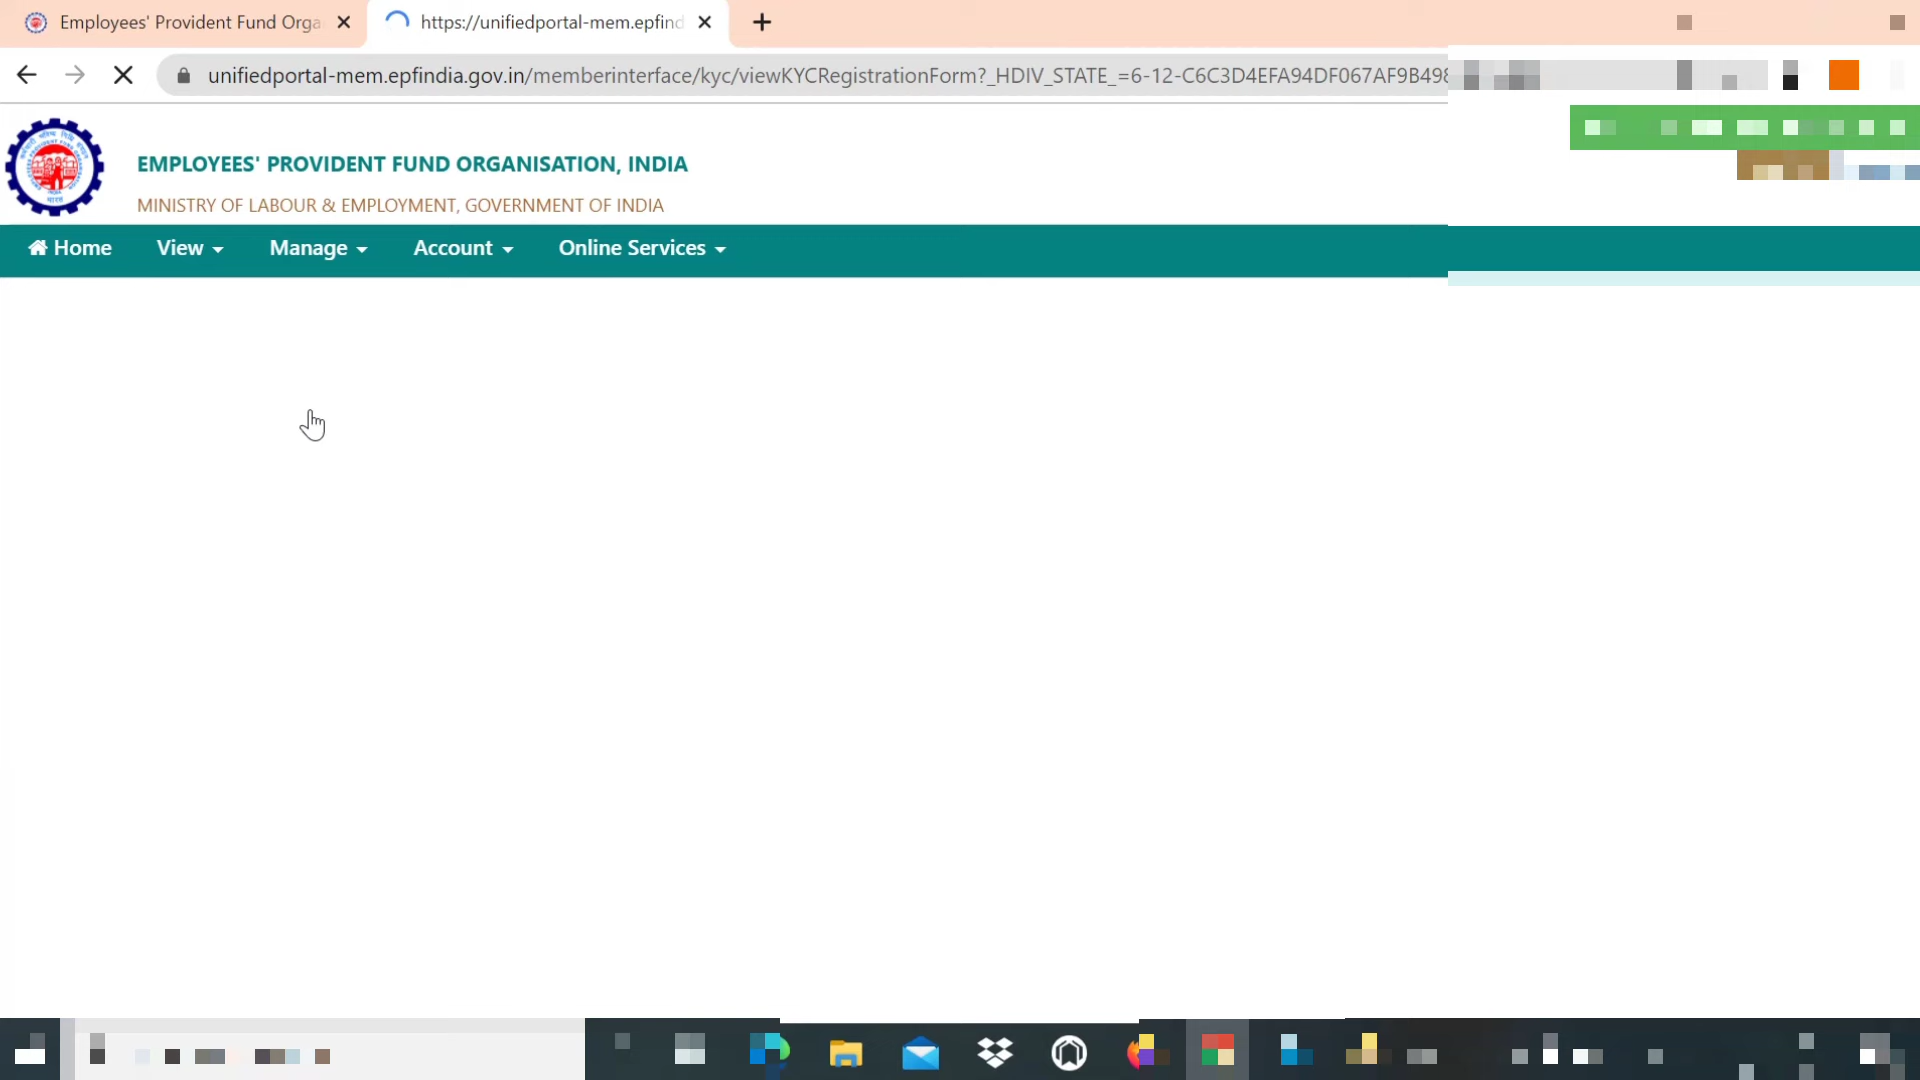 Employees' Provident Fund Orga
https://unifiedportal-mem.epfind
unifiedportal-mem.epfindia.gov.in/memberinterface/kyc/viewKYCRegistrationForm?_HDIV_STATE_=6-12-C6C3D4EFA94DF067AF9B498
EMPLOYEES' PROVIDENT FUND ORGANISATION, INDIA
MINISTRY OF LABOUR & EMPLOYMENT, GOVERNMENT OF INDIA
Home View Manage Account Online Services